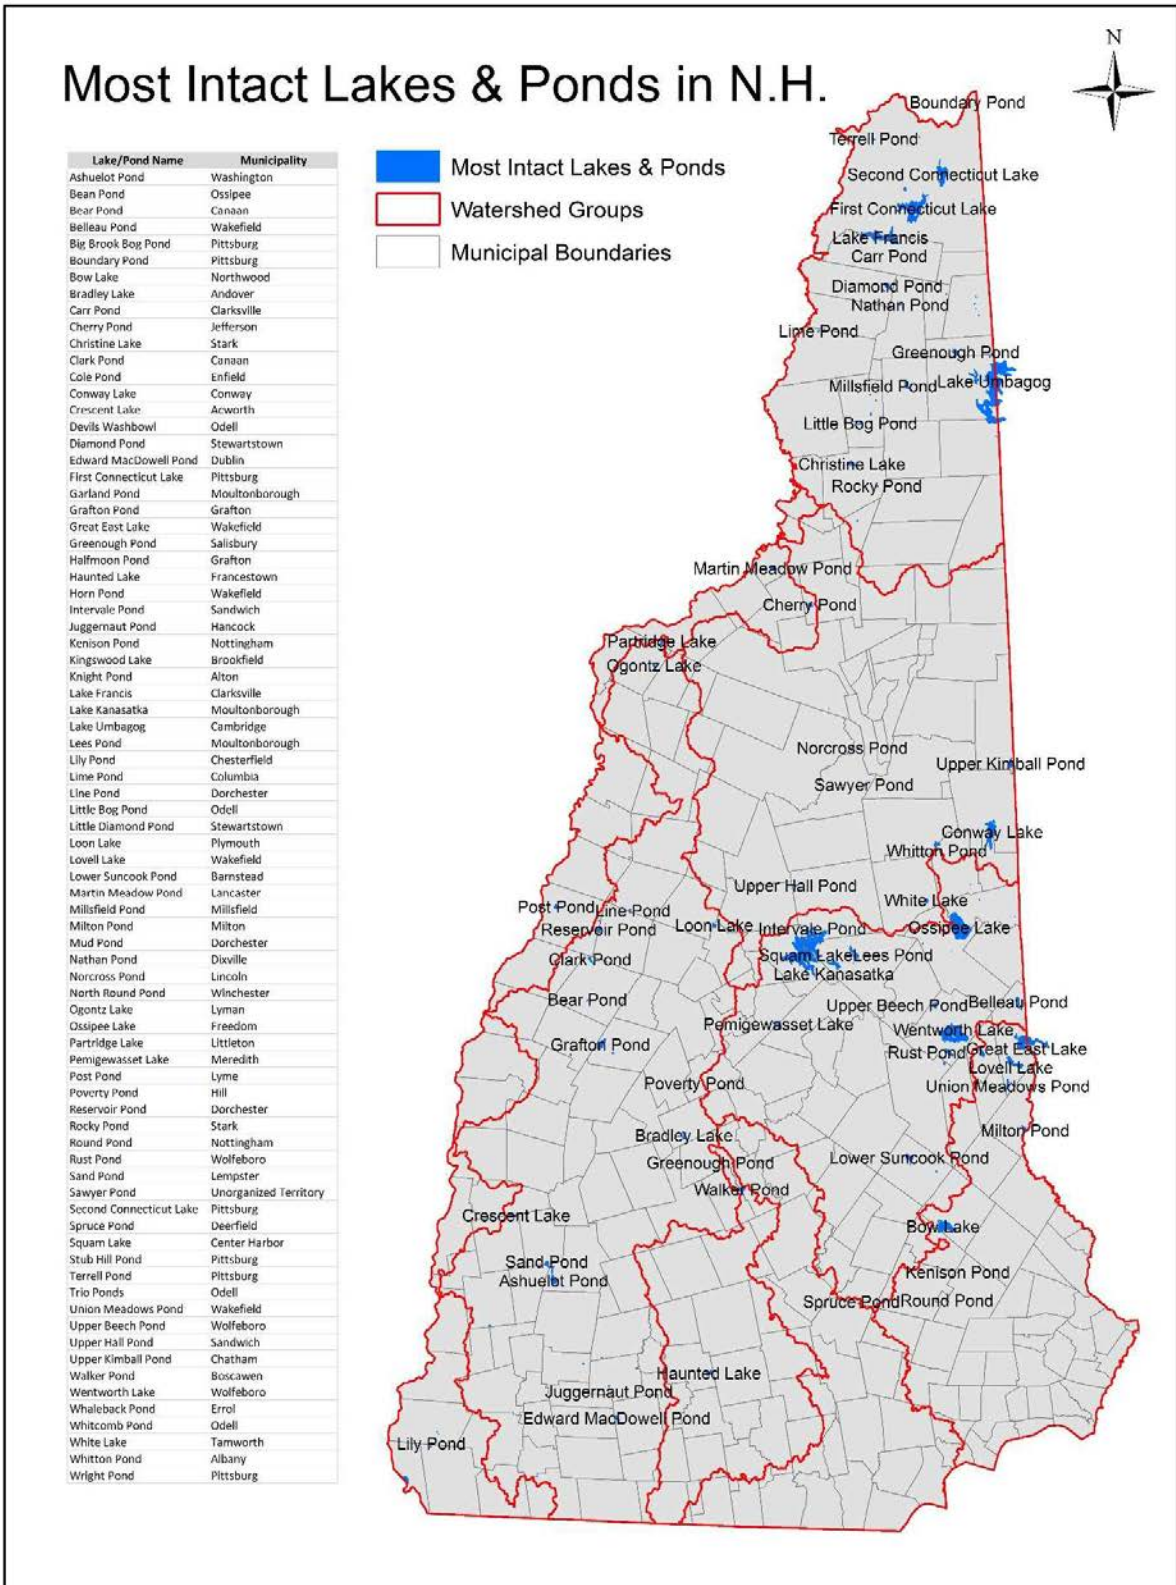 Most Intact Lakes & Ponds in N.H.
N
Lake/Pond Name Municipality
Ashuelot Pond Washington
Bean Pond Ossipee
Bear Pond Canaan
Belleau Pond Wakefield
Big Brook Bog Pond Pittsburg
Boundary Pond Pittsburg
Bow Lake Northwood
Bradley Lake Andover
Carr Pond Clarksville
Cherry Pond Jefferson
Christine Lake Stark
Clark Pond Canaan
Cole Pond Enfield
Conway Lake Conway
Crescent Lake Acworth
Devils Washbowl Odell
Diamond Pond Stewartstown
Edward MacDowell Pond Dublin
First Connecticut Lake Pittsburg
Garland Pond Moultonborough
Grafton Pond Grafton
Great East Lake Wakefield
Greenough Pond Salisbury
Halfmoon Pond Grafton
Haunted Lake Francestown
Horn Pond Wakefield
Intervale Pond Sandwich
Juggernaut Pond Hancock
Kenison Pond Nottingham
Kingswood Lake Brookfield
Knight Pond Alton
Lake Francis Clarksville
Lake Kanasatka Moultonborough
Lake Umbagog Cambridge
Lees Pond Moultonborough
Lily Pond Chesterfield
Lime Pond Columbia
Line Pond Dorchester
Little Bog Pond Odell
Little Diamond Pond Stewartstown
Loon Lake Plymouth
Lovell Lake Wakefield
Lower Suncook Pond Barnstead
Martin Meadow Pond Lancaster
Millsfield Pond Millsfield
Milton Pond Milton
Mud Pond Dorchester
Nathan Pond Dixville
Norcross Pond Lincoln
North Round Pond Winchester
Ogontz Lake Lyman
Ossipee Lake Freedom
Partridge Lake Littleton
Pemigewasset Lake Meredith
Post Pond Lyme
Poverty Pond Hill
Reservoir Pond Dorchester
Rocky Pond Stark
Round Pond Nottingham
Rust Pond Wolfeboro
Sand Pond Lempster
Sawyer Pond Unorganized Territory
Second Connecticut Lake Pittsburg
Spruce Pond Deerfield
Squam Lake Center Harbor
Stub Hill Pond Pittsburg
Terrell Pond Pittsburg
Trio Ponds Odell
Union Meadows Pond Wakefield
Upper Beech Pond Wolfeboro
Upper Hall Pond Sandwich
Upper Kimball Pond Chatham
Walker Pond Boscawen
Wentworth Lake Wolfeboro
Whaleback Pond Errol
Whitcomb Pond Odell
White Lake Tamworth
Whitton Pond Albany
Wright Pond Pittsburg
Most Intact Lakes & Ponds
Watershed Groups
Municipal Boundaries
Boundary Pond
Terrell Pond
Second Connecticut Lake
First Connecticut Lake
Lake Francis
Carr Pond
Diamond Pond
Nathan Pond
Lime Pond
Greenough Pond
Millsfield Pond
Lake Umbagog
Little Bog Pond
Christine Lake
Rocky Pond
Martin Meadow Pond
Cherry Pond
Partridge Lake
Ogontz Lake
Norcross Pond
Upper Kimball Pond
Sawyer Pond
Conway Lake
Whitton Pond
Upper Hall Pond
White Lake
Post Pond
Line Pond
Reservoir Pond
Loon Lake
Intervale Pond
Ossipee Lake
Clark Pond
Squam Lake
Lees Pond
Lake Kanasatka
Bear Pond
Upper Beech Pond
Belleau Pond
Pemigewasset Lake
Wentworth Lake
Grafton Pond
Rust Pond
Great East Lake
Lovell Lake
Poverty Pond
Union Meadows Pond
Bradley Lake
Milton Pond
Greenough Pond
Lower Suncook Pond
Walker Pond
Crescent Lake
Bow Lake
Sand Pond
Ashuelot Pond
Kenison Pond
Spruce Pond
Round Pond
Haunted Lake
Juggernaut Pond
Edward MacDowell Pond
Lily Pond